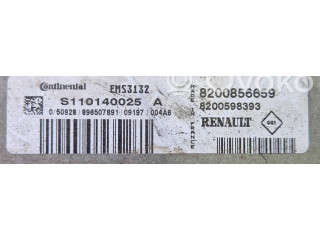 Continental EMS3132
S110140025 A
0 50928 896507891 09197 004A6
8200856659
8200598393
RENAULT